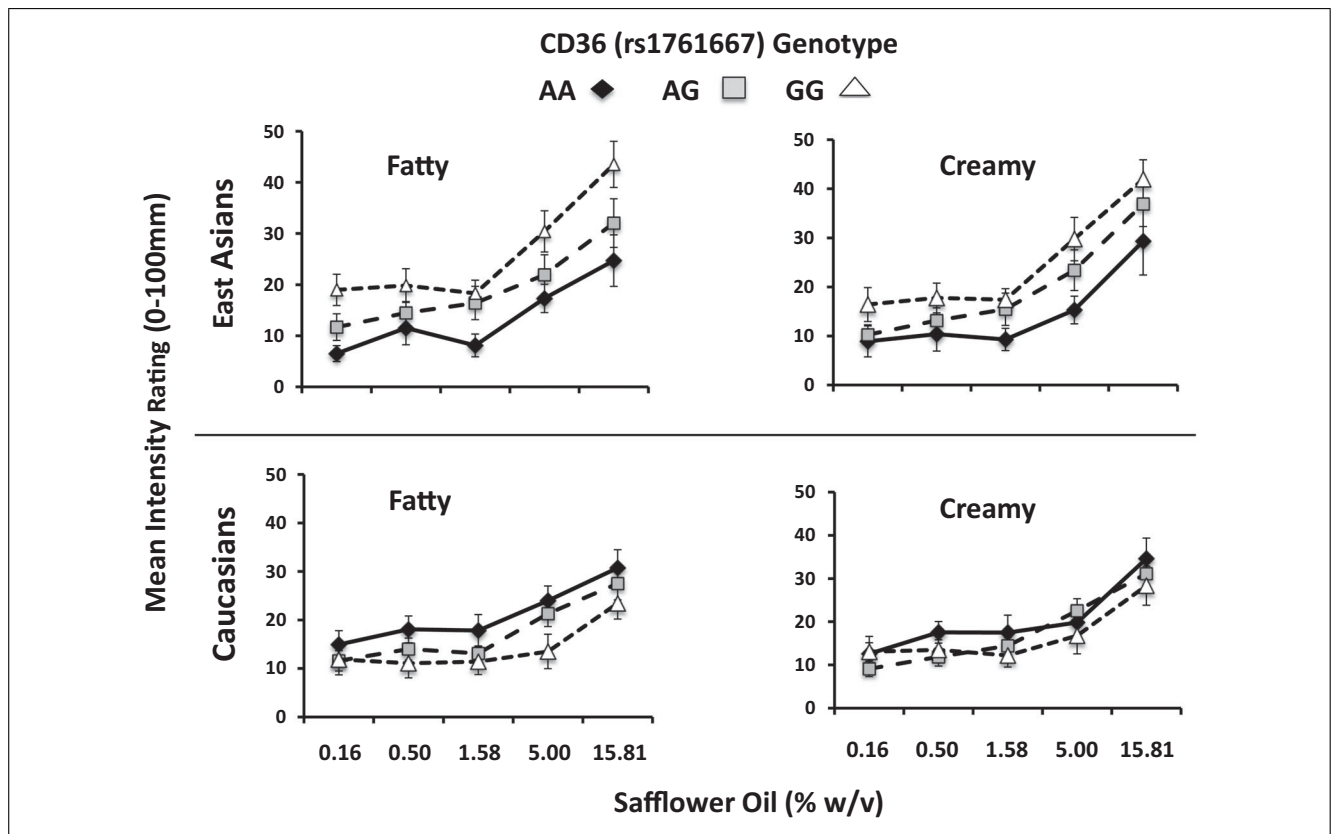 CD36 (rs1761667) Genotype
AA AG GG
Mean Intensity Rating (0-100mm)
East Asians
Fatty
50
40
30
20
10
0
Creamy
50
40
30
20
10
0
Caucasians
Fatty
50
40
30
20
10
0
0.16 0.50 1.58 5.00 15.81
Creamy
50
40
30
20
10
0
0.16 0.50 1.58 5.00 15.81
Safflower Oil (% w/v)